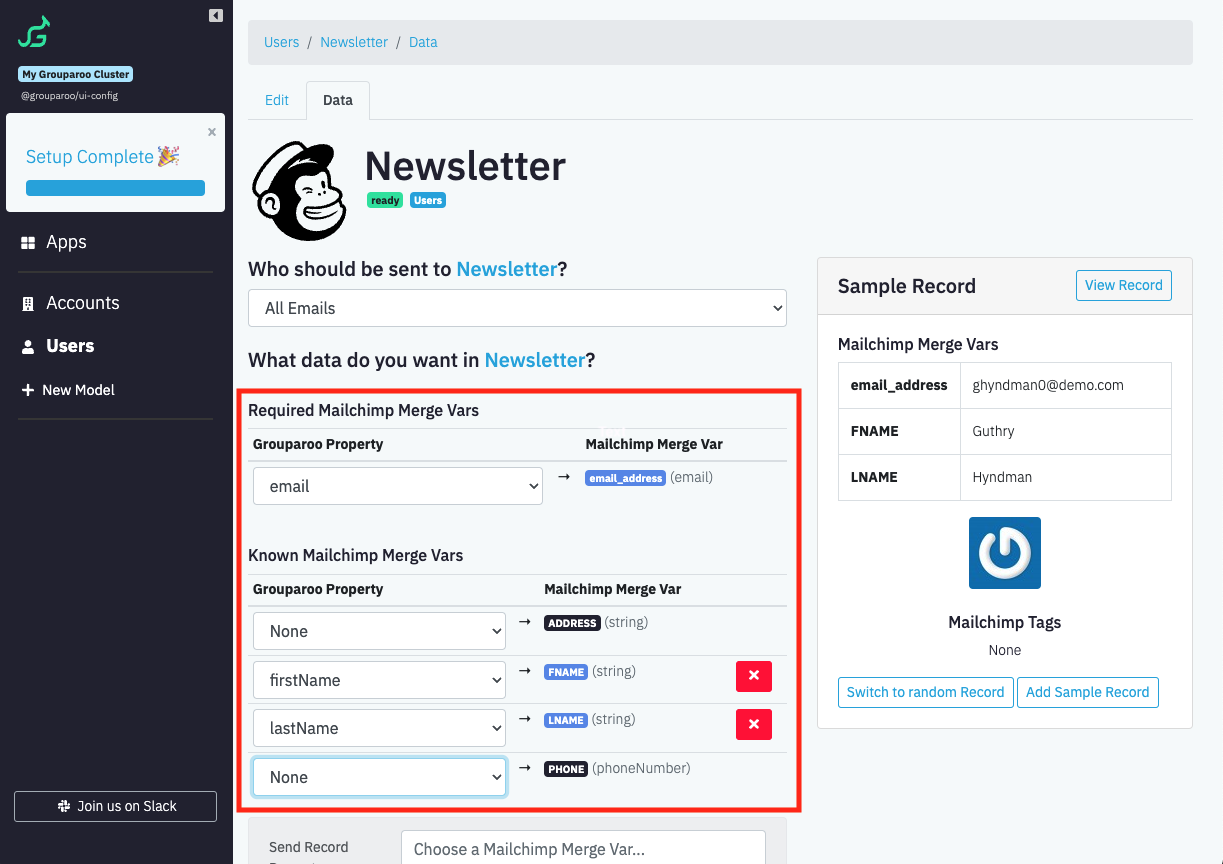 My Grouparoo Cluster
@grouparoo/ui-config
×
Setup Complete
Apps
Accounts
Users
+ New Model
Join us on Slack
Users / Newsletter / Data
Edit
Data
Newsletter
ready Users
Who should be sent to Newsletter?
All Emails
What data do you want in Newsletter?
Required Mailchimp Merge Vars
Grouparoo Property Mailchimp Merge Var
email → email_address (email)
Known Mailchimp Merge Vars
Grouparoo Property Mailchimp Merge Var
None → ADDRESS (string)
firstName → FNAME (string) ×
lastName → LNAME (string) ×
None → PHONE (phoneNumber)
Send Record
Choose a Mailchimp Merge Var...
Sample Record
View Record
Mailchimp Merge Vars
email_address ghyndman0@demo.com
FNAME Guthry
LNAME Hyndman
Mailchimp Tags
None
Switch to random Record
Add Sample Record